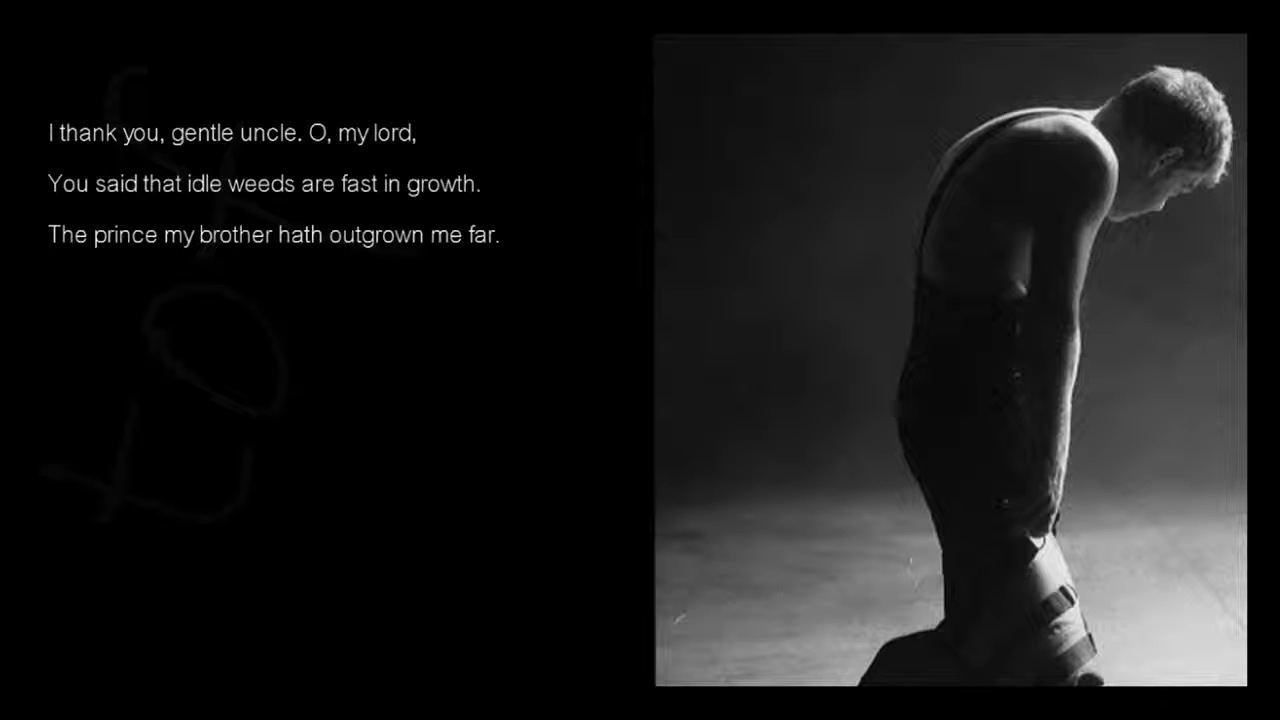 I thank you, gentle uncle. O, my lord,
You said that idle weeds are fast in growth.
The prince my brother hath outgrown me far.